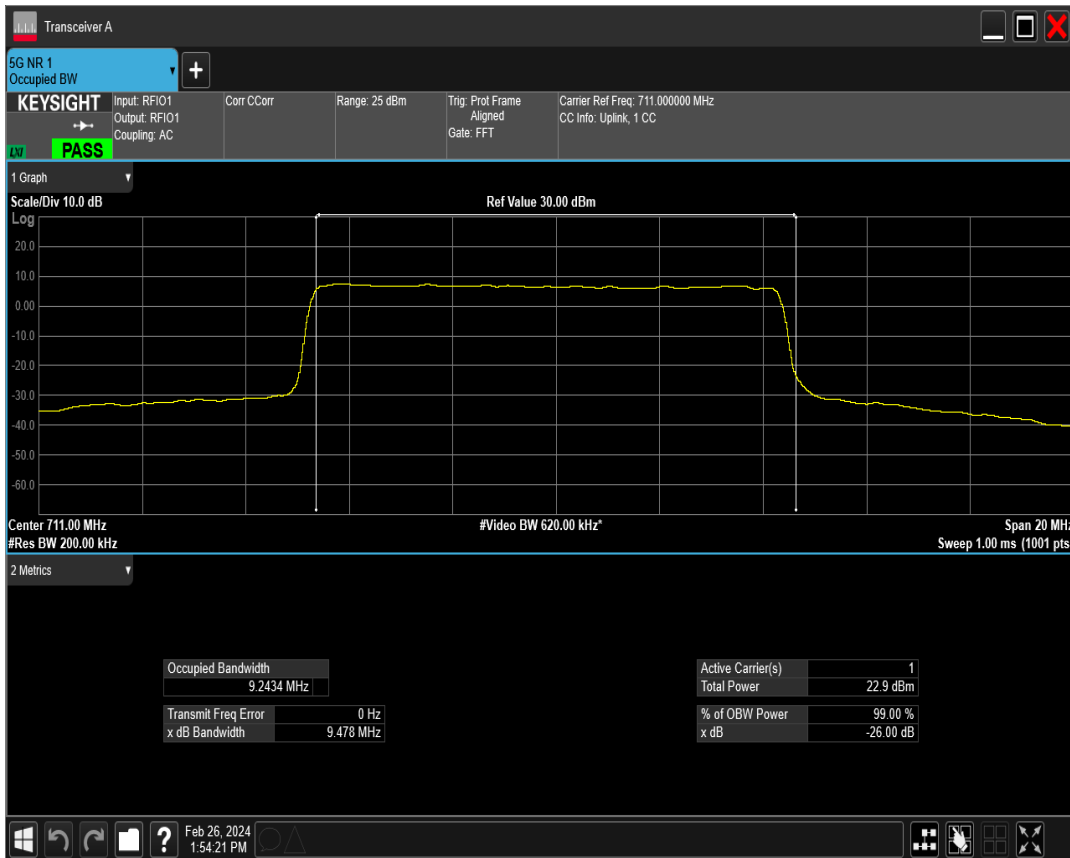 Transceiver A
5G NR 1
Occupied BW
+
KEYSIGHT
LXI
PASS
Input: RFIO1
Output: RFIO1
Coupling: AC
Corr CCorr
Range: 25 dBm
Trig: Prot Frame
Aligned
Gate: FFT
Carrier Ref Freq: 711.000000 MHz
CC Info: Uplink, 1 CC
1 Graph
Scale/Div 10.0 dB
Ref Value 30.00 dBm
Log
20.0
10.0
0.00
-10.0
-20.0
-30.0
-40.0
-50.0
-60.0
Center 711.00 MHz
#Video BW 620.00 kHz*
Span 20 MHz
#Res BW 200.00 kHz
Sweep 1.00 ms (1001 pts
2 Metrics
Occupied Bandwidth
9.2434 MHz
Transmit Freq Error 0 Hz
x dB Bandwidth 9.478 MHz
Active Carrier(s) 1
Total Power 22.9 dBm
% of OBW Power 99.00 %
x dB -26.00 dB
?
Feb 26, 2024
1:54:21 PM